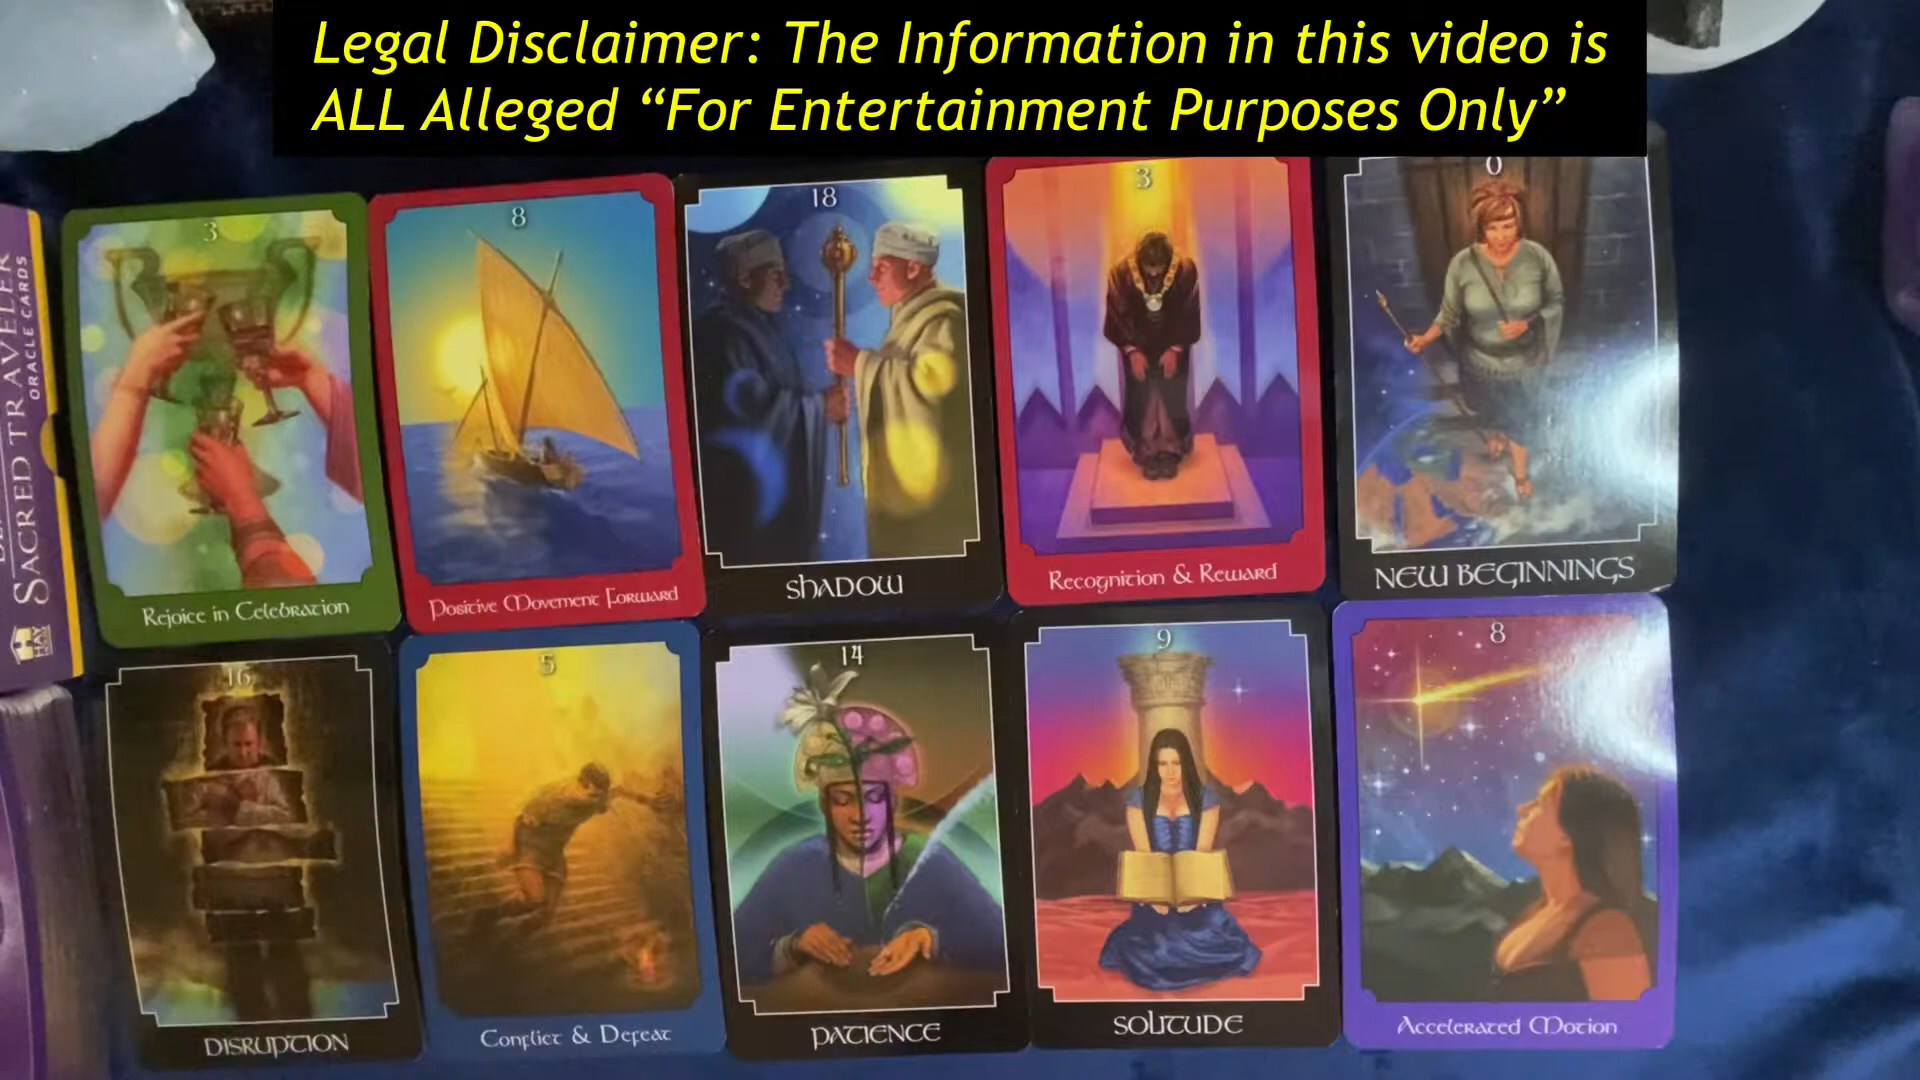 Legal Disclaimer: The Information in this video is
ALL Alleged “For Entertainment Purposes Only”
SACRED TRAVELER
ORACLE CARDS
HAY
HOUSE
3
Rejoice in Celebration
8
Positive Movement Forward
18
SHADOW
3
Recognition & Reward
0
NEW BEGINNINGS
16
DISRUPTION
5
Conflict & Defeat
14
PATIENCE
9
SOLITUDE
8
Accelerated Motion